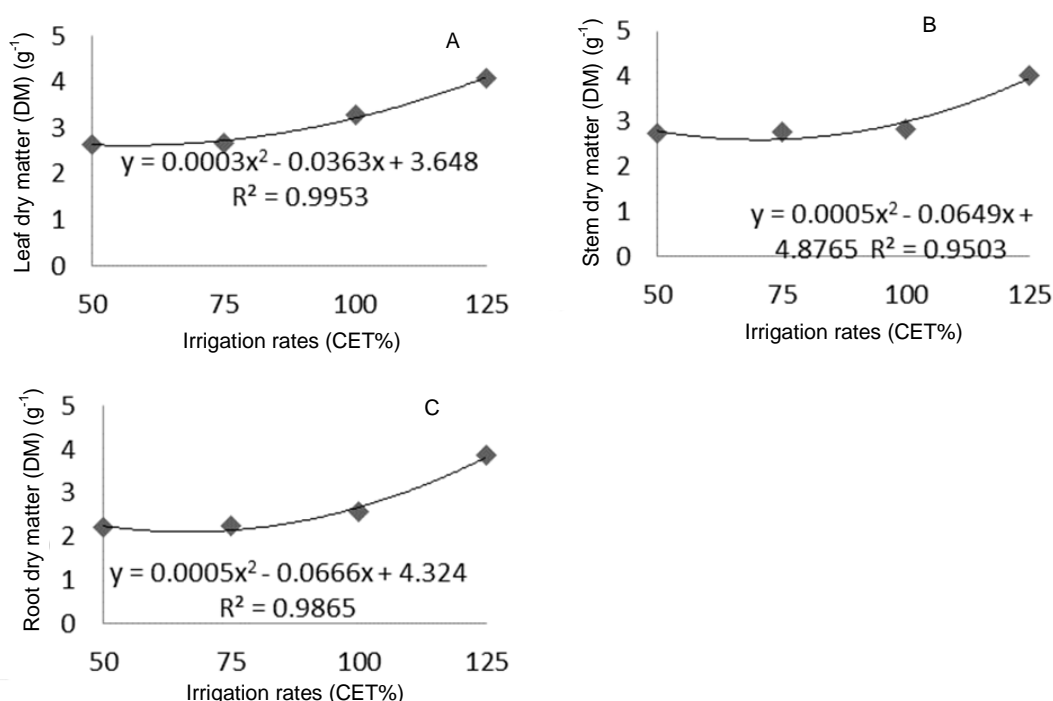 A
Leaf dry matter (DM) (g⁻¹)
5
4
3
2
1
0
y = 0.0003x² - 0.0363x + 3.648
R² = 0.9953
50 75 100 125
Irrigation rates (CET%)
B
Stem dry matter (DM) (g⁻¹)
5
4
3
2
1
0
y = 0.0005x² - 0.0649x +
4.8765 R² = 0.9503
50 75 100 125
Irrigation rates (CET%)
C
Root dry matter (DM) (g⁻¹)
5
4
3
2
1
0
y = 0.0005x² - 0.0666x + 4.324
R² = 0.9865
50 75 100 125
Irrigation rates (CET%)